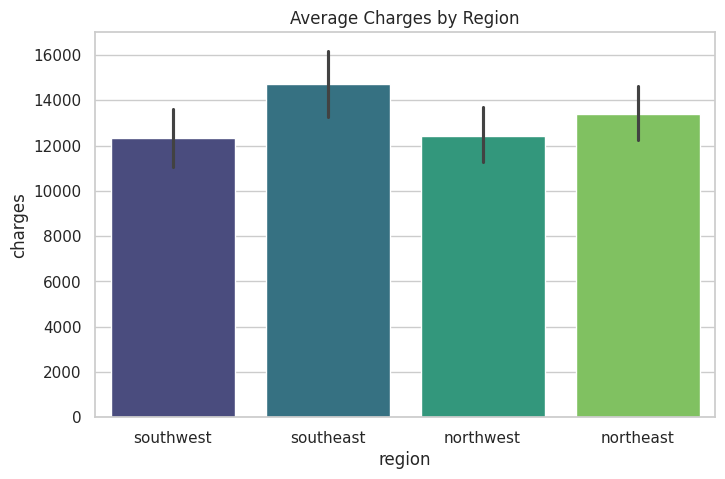 Average Charges by Region
charges
16000
14000
12000
10000
8000
6000
4000
2000
0
southwest southeast northwest northeast
region